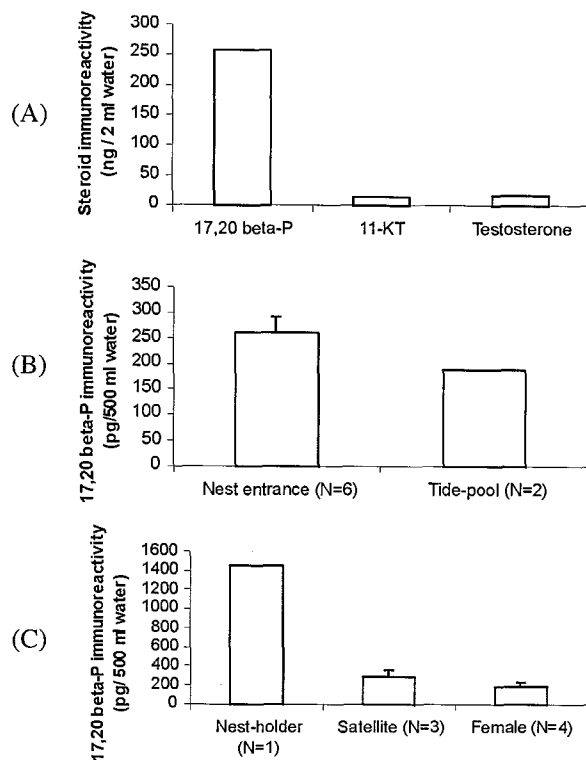 (A)
Steroid immunoreactivity
(ng / 2 ml water)
300
250
200
150
100
50
0
17,20 beta-P 11-KT Testosterone
(B)
17,20 beta-P immunoreactivity
(pg/500 ml water)
350
300
250
200
150
100
50
0
Nest entrance (N=6) Tide-pool (N=2)
(C)
17,20 beta-P immunoreactivity
(pg/ 500 ml water)
1600
1400
1200
1000
800
600
400
200
0
Nest-holder Satellite (N=3) Female (N=4)
(N=1)